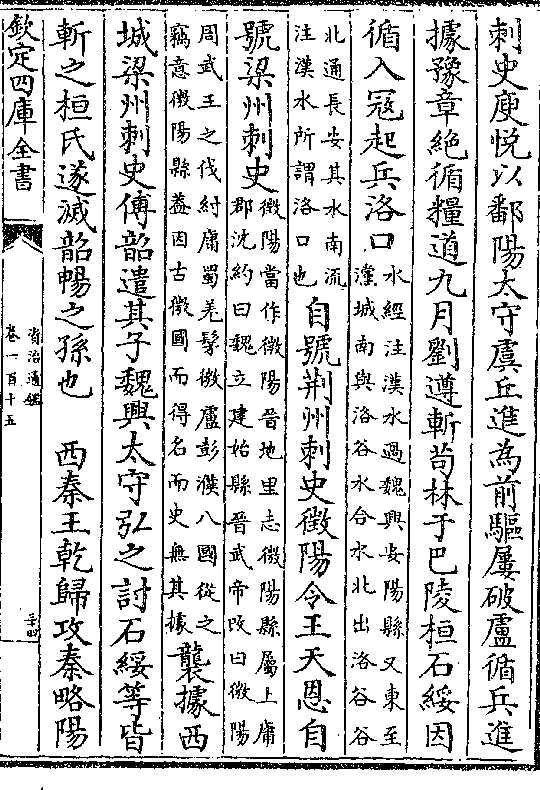 刺史庾悅以鄱陽太守虞丘進為前驅屢破盧循兵進
據豫章絶循糧道九月劉遵斬苟林于巴陵桓石綏因
循入冦起兵洛口水經注漢水過魏興安陽縣又東至
漢城南與洛谷水合水北出洛谷谷
北通長安其水南流
注漢水所謂洛口也自號荆州刺史徵陽令王天恩自
號梁州刺史徵陽當作微陽晉地里志微陽縣屬上庸
郡沈約曰魏立建始縣晉武帝改曰微陽
周武王之伐紂庸蜀羌髳微盧彭濮八國從之
竊意微陽縣葢因古微國而得名而史無其據襲據西
城梁州刺史傅韶遣其子魏興太守弘之討石綏等皆
斬之桓氏遂滅韶暢之孫也　西秦王乾歸攻秦略陽
欽定四庫全書
資治通鑑
卷一百十五
二十四